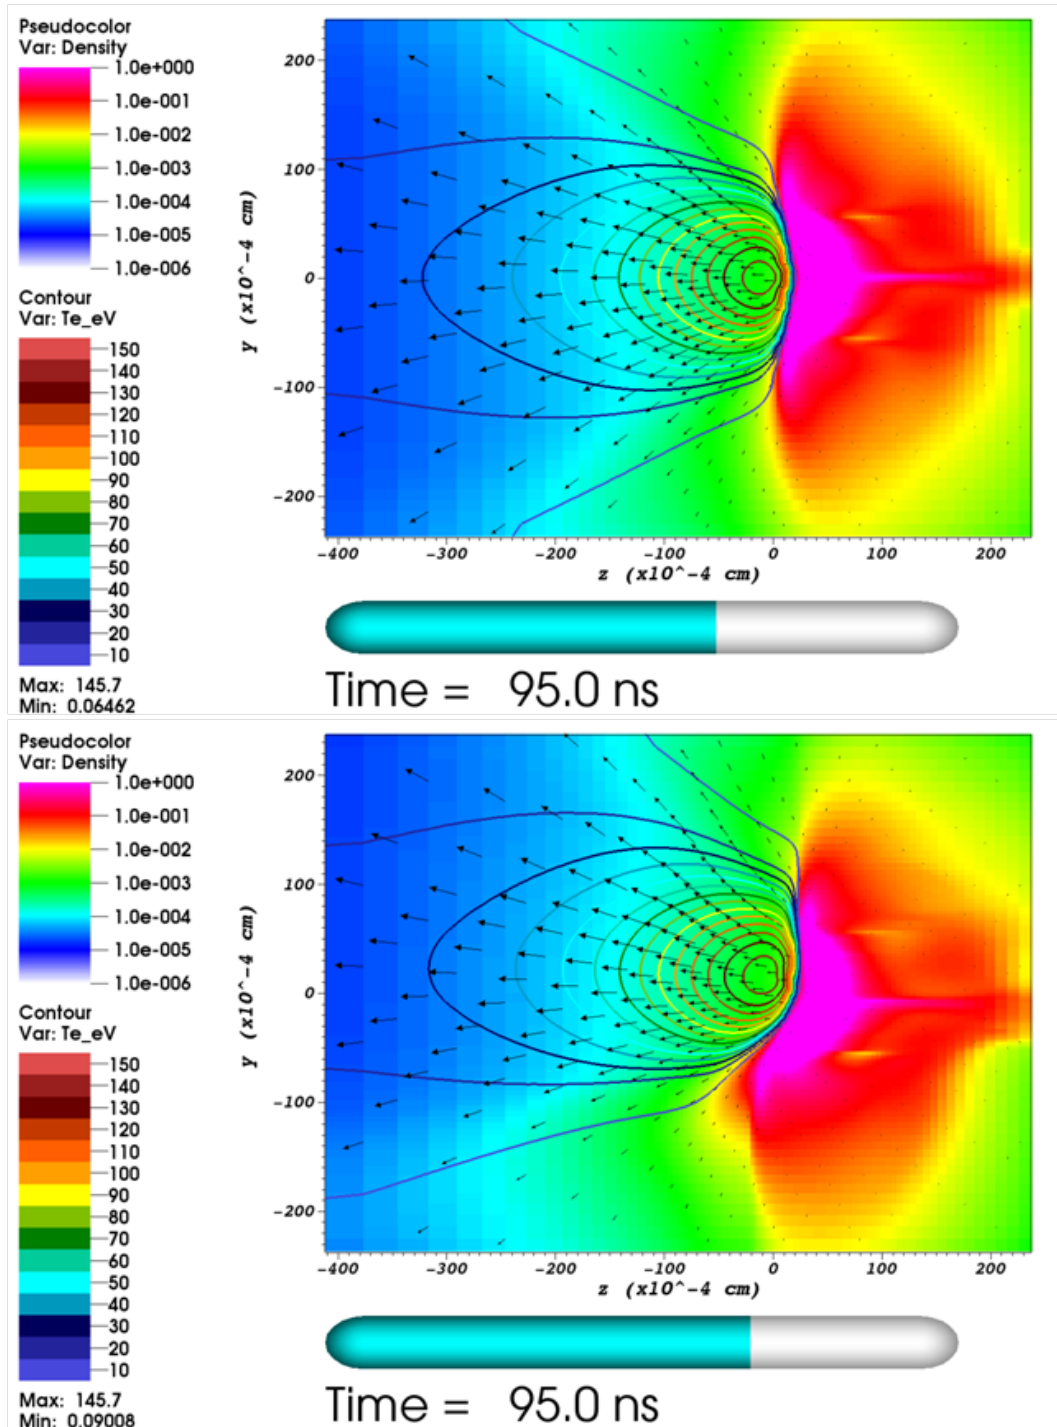 Pseudocolor
Var: Density
1.0e+000
1.0e-001
1.0e-002
1.0e-003
1.0e-004
1.0e-005
1.0e-006
Contour
Var: Te_eV
150
140
130
120
110
100
90
80
70
60
50
40
30
20
10
Max: 145.7
Min: 0.06462
y (x10^-4 cm)
200
100
0
-100
-200
-400 -300 -200 -100 0 100 200
z (x10^-4 cm)
Time = 95.0 ns
Pseudocolor
Var: Density
1.0e+000
1.0e-001
1.0e-002
1.0e-003
1.0e-004
1.0e-005
1.0e-006
Contour
Var: Te_eV
150
140
130
120
110
100
90
80
70
60
50
40
30
20
10
Max: 145.7
Min: 0.09008
y (x10^-4 cm)
200
100
0
-100
-200
-400 -300 -200 -100 0 100 200
z (x10^-4 cm)
Time = 95.0 ns